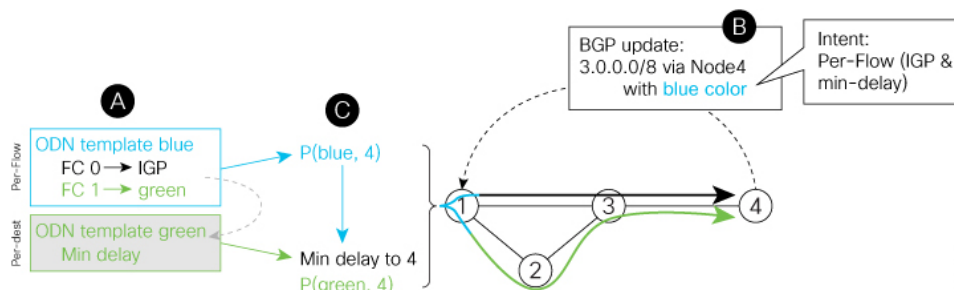 A
Per-Flow
ODN template blue
FC 0 → IGP
FC 1 → green
Per-dest
ODN template green
Min delay
C
P(blue, 4)
Min delay to 4
P(green, 4)
B
BGP update:
3.0.0.0/8 via Node4
with blue color
Intent:
Per-Flow (IGP &
min-delay)
1
3
4
2